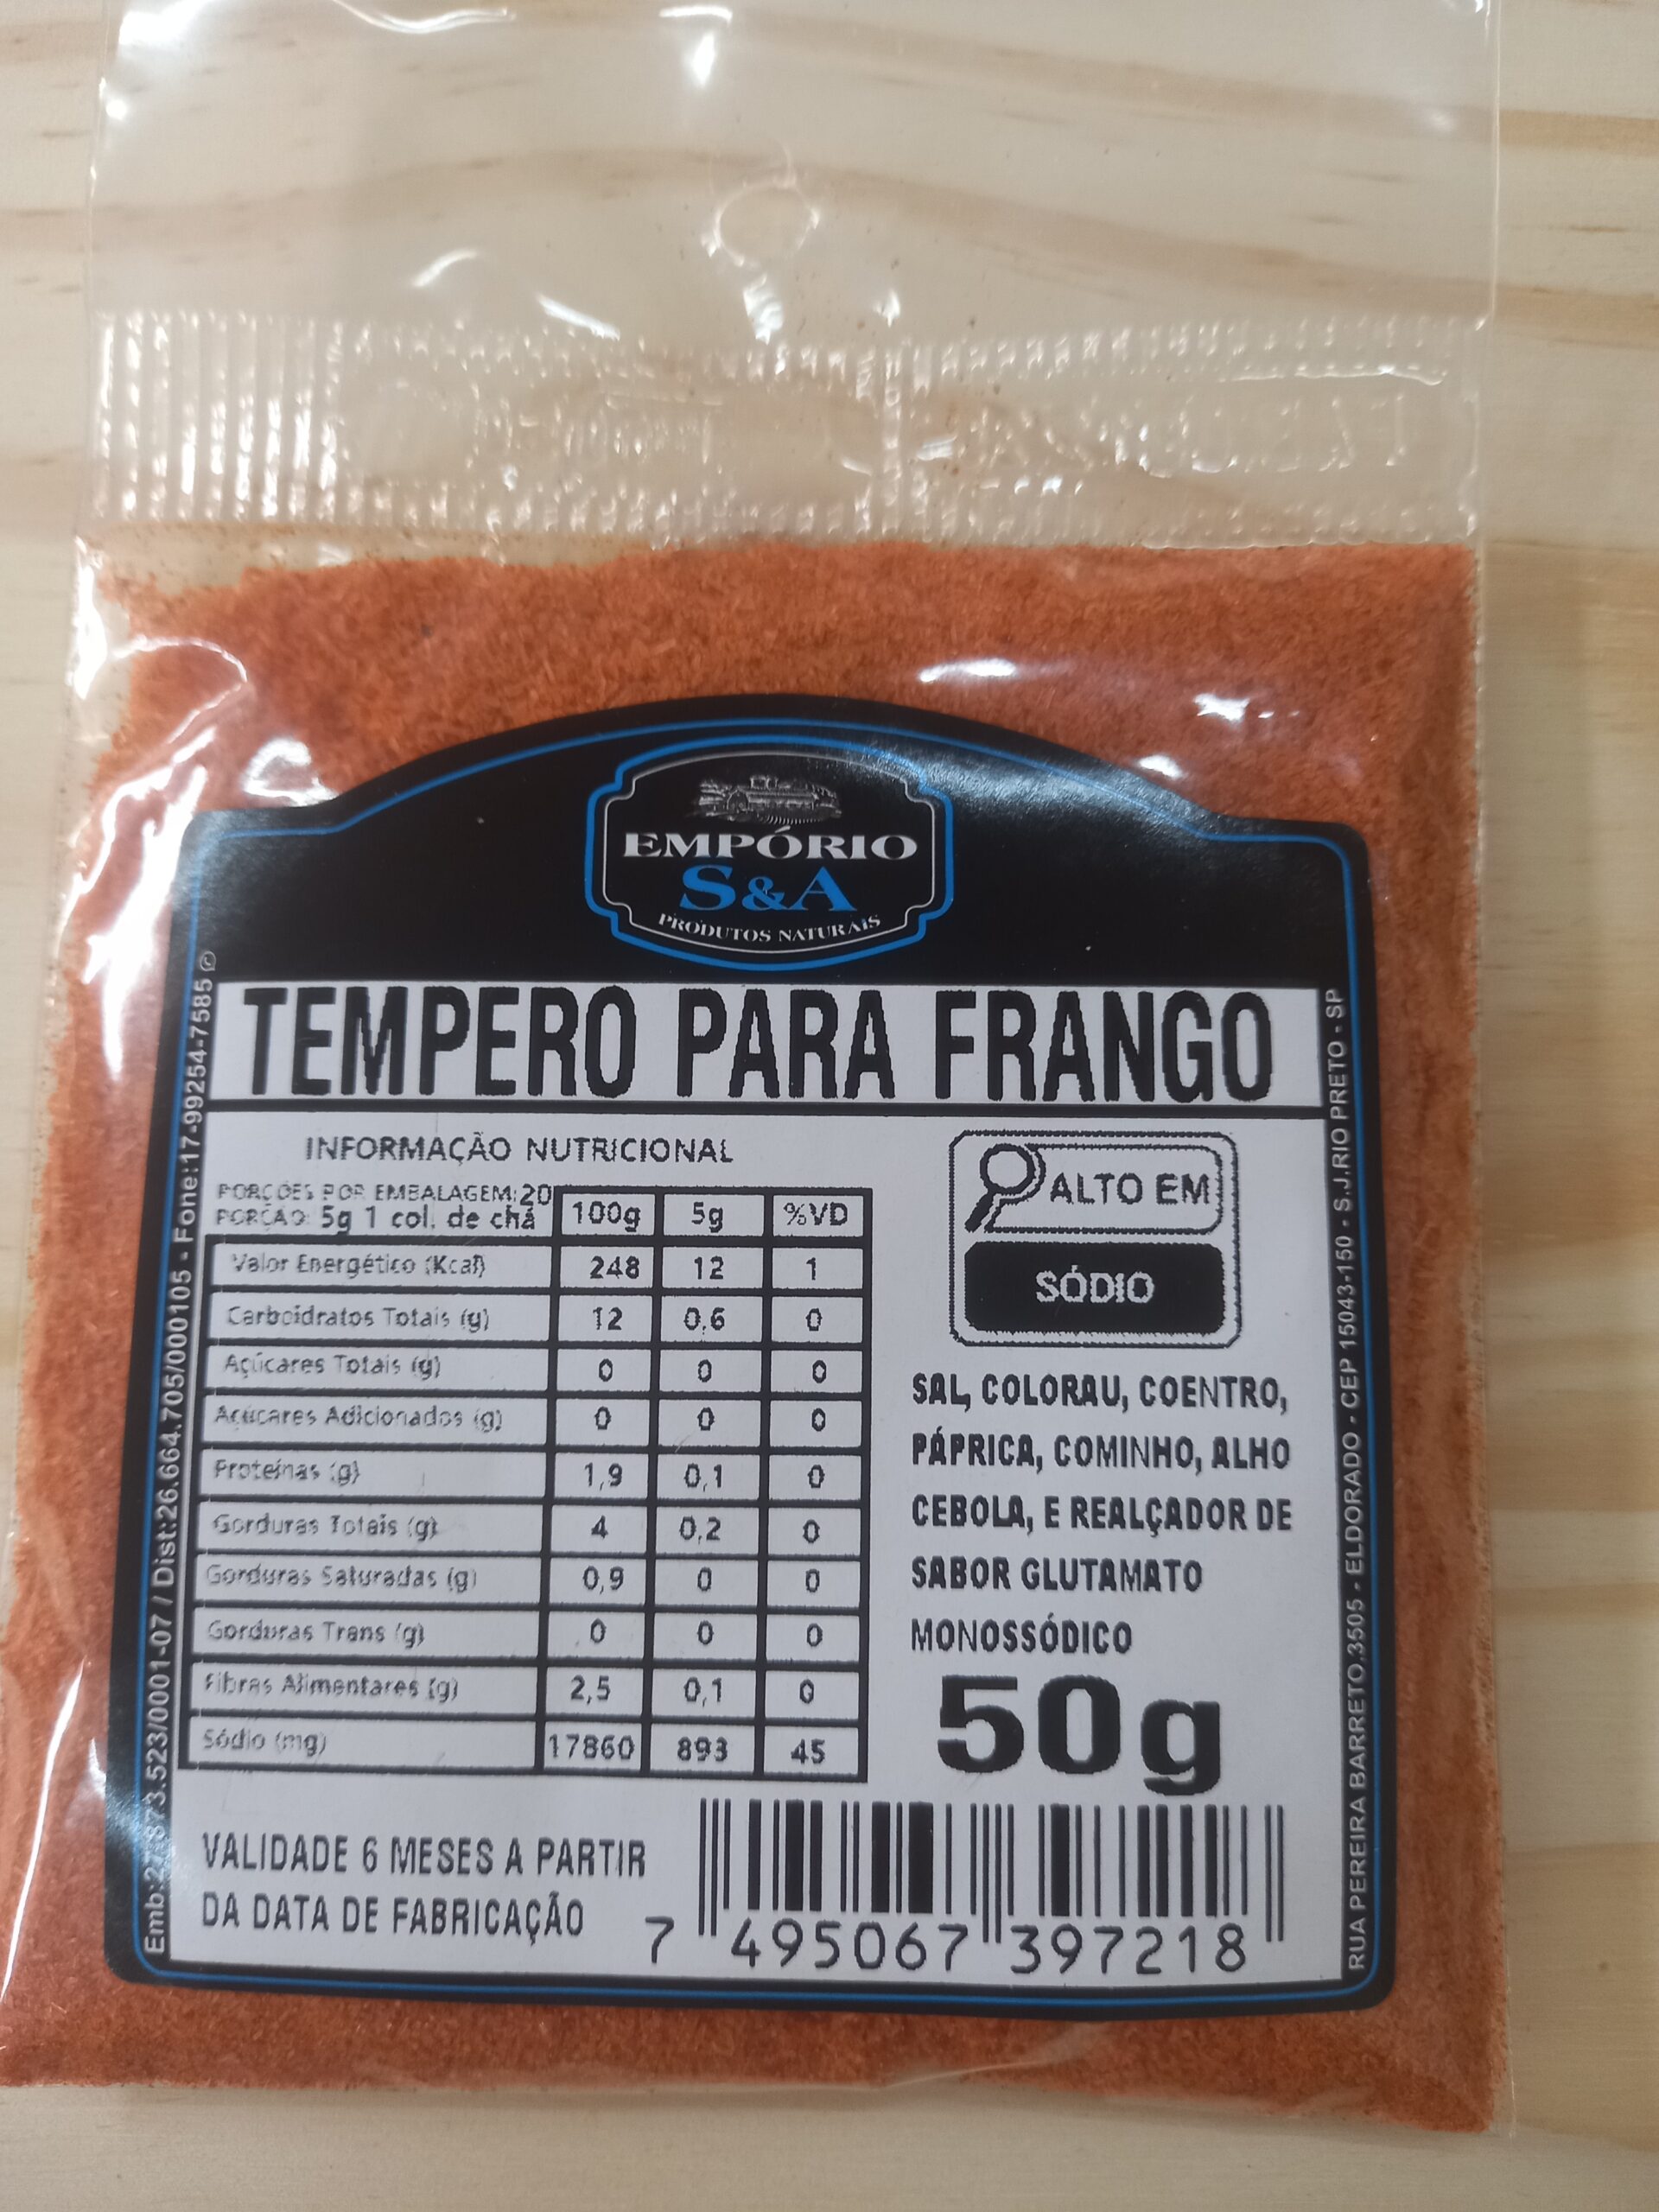 EMPÓRIO
S&A
PRODUTOS NATURAIS
TEMPERO PARA FRANGO
INFORMAÇÃO NUTRICIONAL
PORÇÕES POR EMBALAGEM:20
PORÇÃO: 5g 1 col. de chá 100g 5g %VD
Valor Energético (Kcal) 248 12 1
Carboidratos Totais (g) 12 0,6 0
Açúcares Totais (g) 0 0 0
Açúcares Adicionados (g) 0 0 0
Proteínas (g) 1,9 0,1 0
Gorduras Totais (g) 4 0,2 0
Gorduras Saturadas (g) 0,9 0 0
Gorduras Trans (g) 0 0 0
Fibras Alimentares (g) 2,5 0,1 0
Sódio (mg) 17860 893 45
VALIDADE 6 MESES A PARTIR
DA DATA DE FABRICAÇÃO
ALTO EM
SÓDIO
SAL, COLORAU, COENTRO,
PÁPRICA, COMINHO, ALHO
CEBOLA, E REALÇADOR DE
SABOR GLUTAMATO
MONOSSÓDICO
50g
7 495067 397218
Dist:26.664.705/000105 - Fone:17-99254-7585
RUA PEREIRA BARRETO,3505 - ELDORADO - CEP 15043-150 - S.J.RIO PRETO - SP